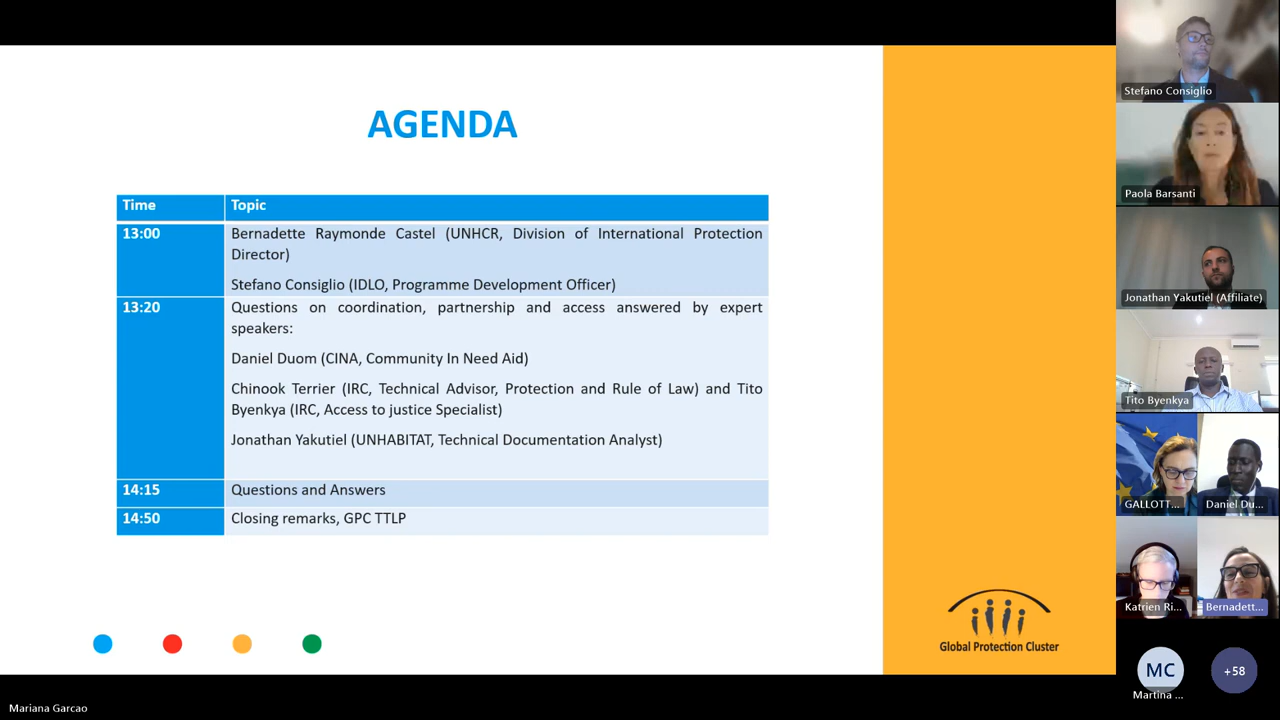 AGENDA
Time Topic
13:00 Bernadette Raymonde Castel (UNHCR, Division of International Protection
Director)
Stefano Consiglio (IDLO, Programme Development Officer)
13:20 Questions on coordination, partnership and access answered by expert
speakers:
Daniel Duom (CINA, Community In Need Aid)
Chinook Terrier (IRC, Technical Advisor, Protection and Rule of Law) and Tito
Byenkya (IRC, Access to justice Specialist)
Jonathan Yakutiel (UNHABITAT, Technical Documentation Analyst)
14:15 Questions and Answers
14:50 Closing remarks, GPC TTLP
Global Protection Cluster
Mariana Garcao
Stefano Consiglio
Paola Barsanti
Jonathan Yakutiel (Affiliate)
Tito Byenkya
GALLOTT... Daniel Du...
Katrien Ri... Bernadett...
MC +58
Martina ...